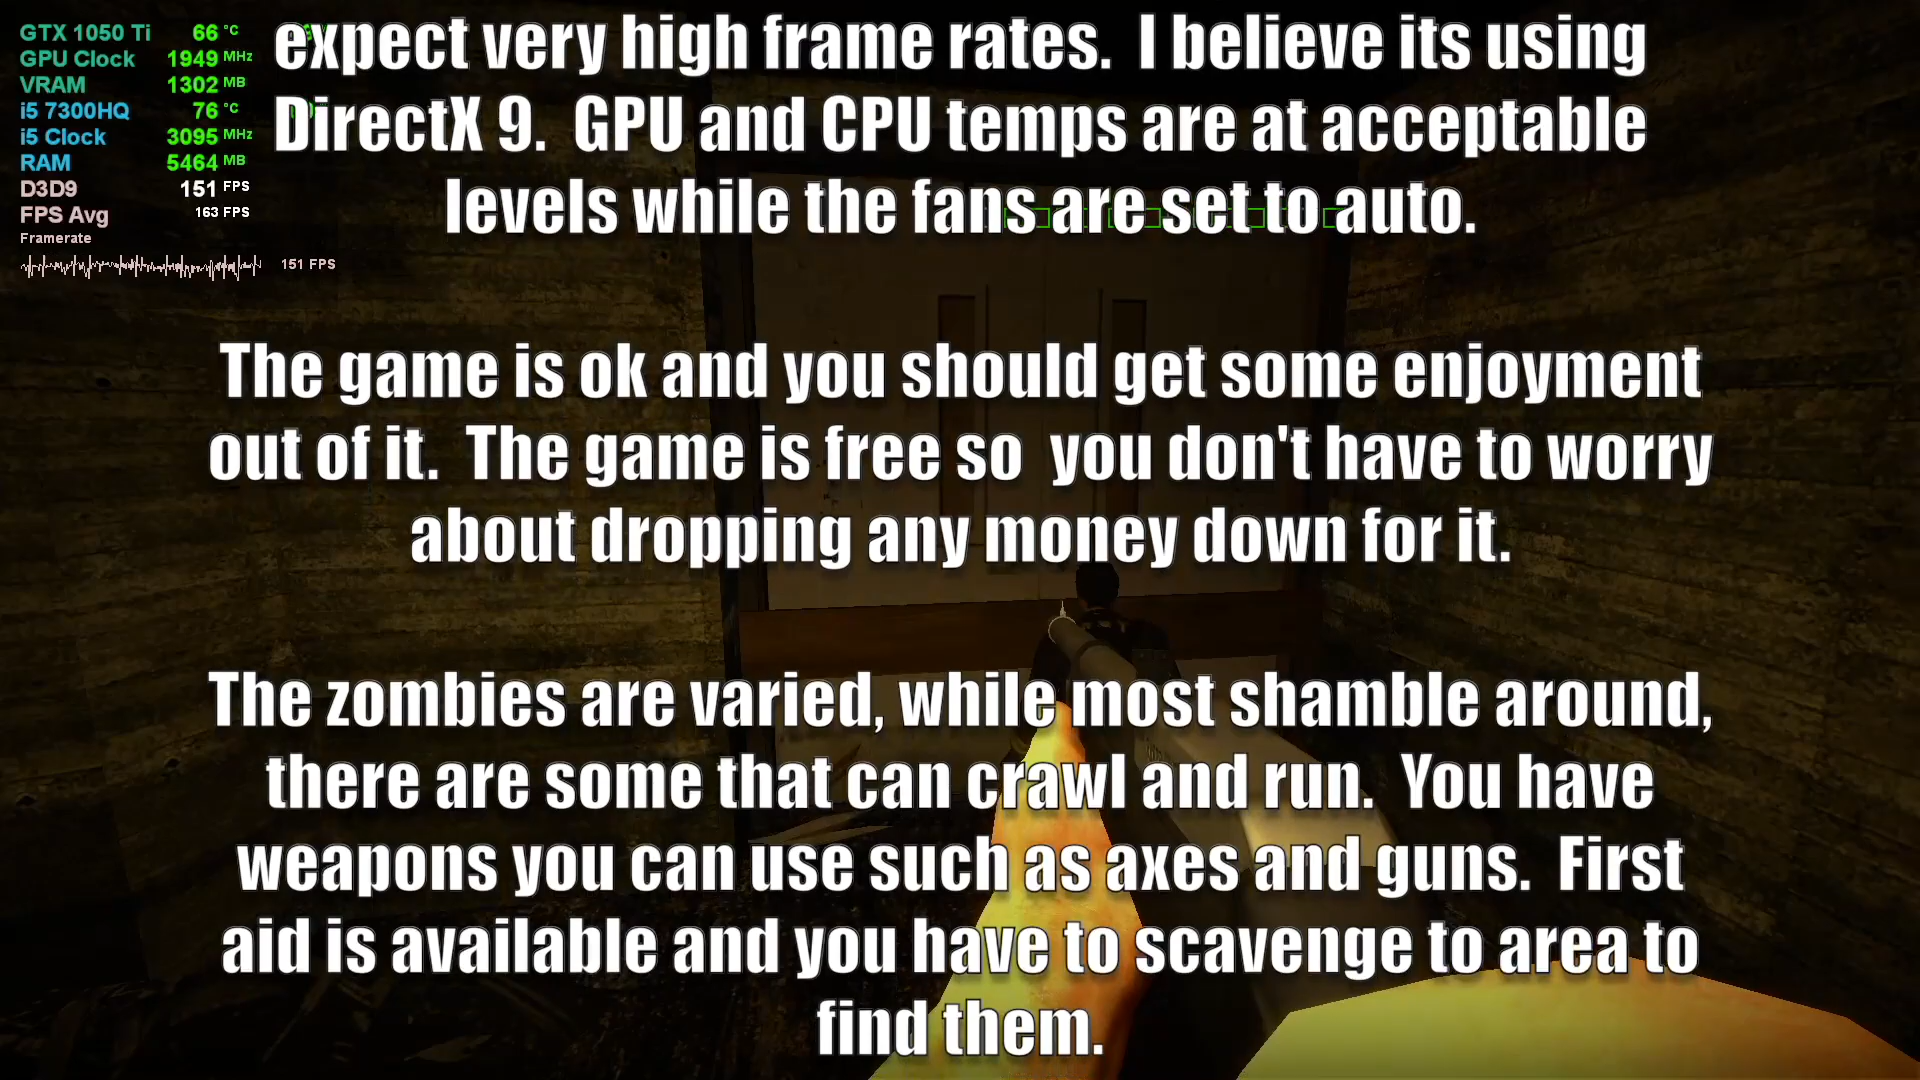 GTX 1050 Ti 66 °C
GPU Clock 1949 MHz
VRAM 1302 MB
i5 7300HQ 76 °C
i5 Clock 3095 MHz
RAM 5464 MB
D3D9 151 FPS
FPS Avg 163 FPS
Framerate
151 FPS
expect very high frame rates. I believe its using
DirectX 9. GPU and CPU temps are at acceptable
levels while the fans are set to auto.
The game is ok and you should get some enjoyment
out of it. The game is free so you don't have to worry
about dropping any money down for it.
The zombies are varied, while most shamble around,
there are some that can crawl and run. You have
weapons you can use such as axes and guns. First
aid is available and you have to scavenge to area to
find them.